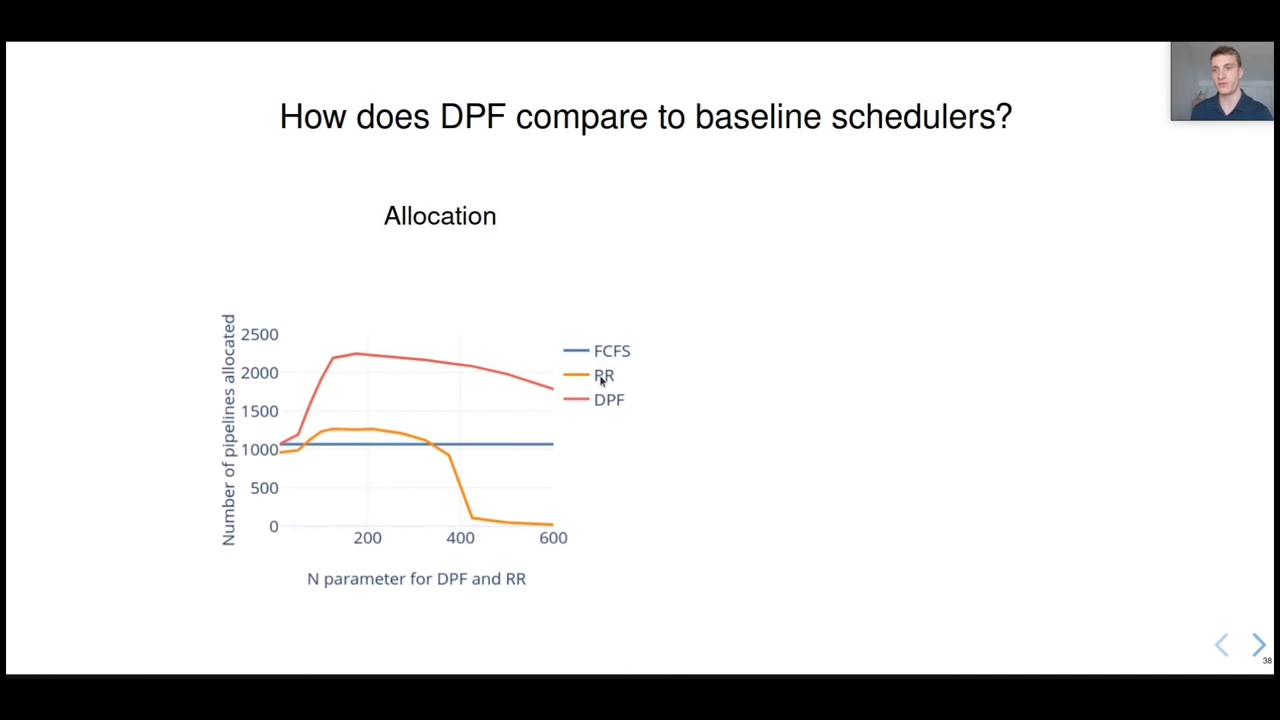 How does DPF compare to baseline schedulers?
Allocation
Number of pipelines allocated
2500
2000
1500
1000
500
0
200
400
600
N parameter for DPF and RR
FCFS
RR
DPF
38